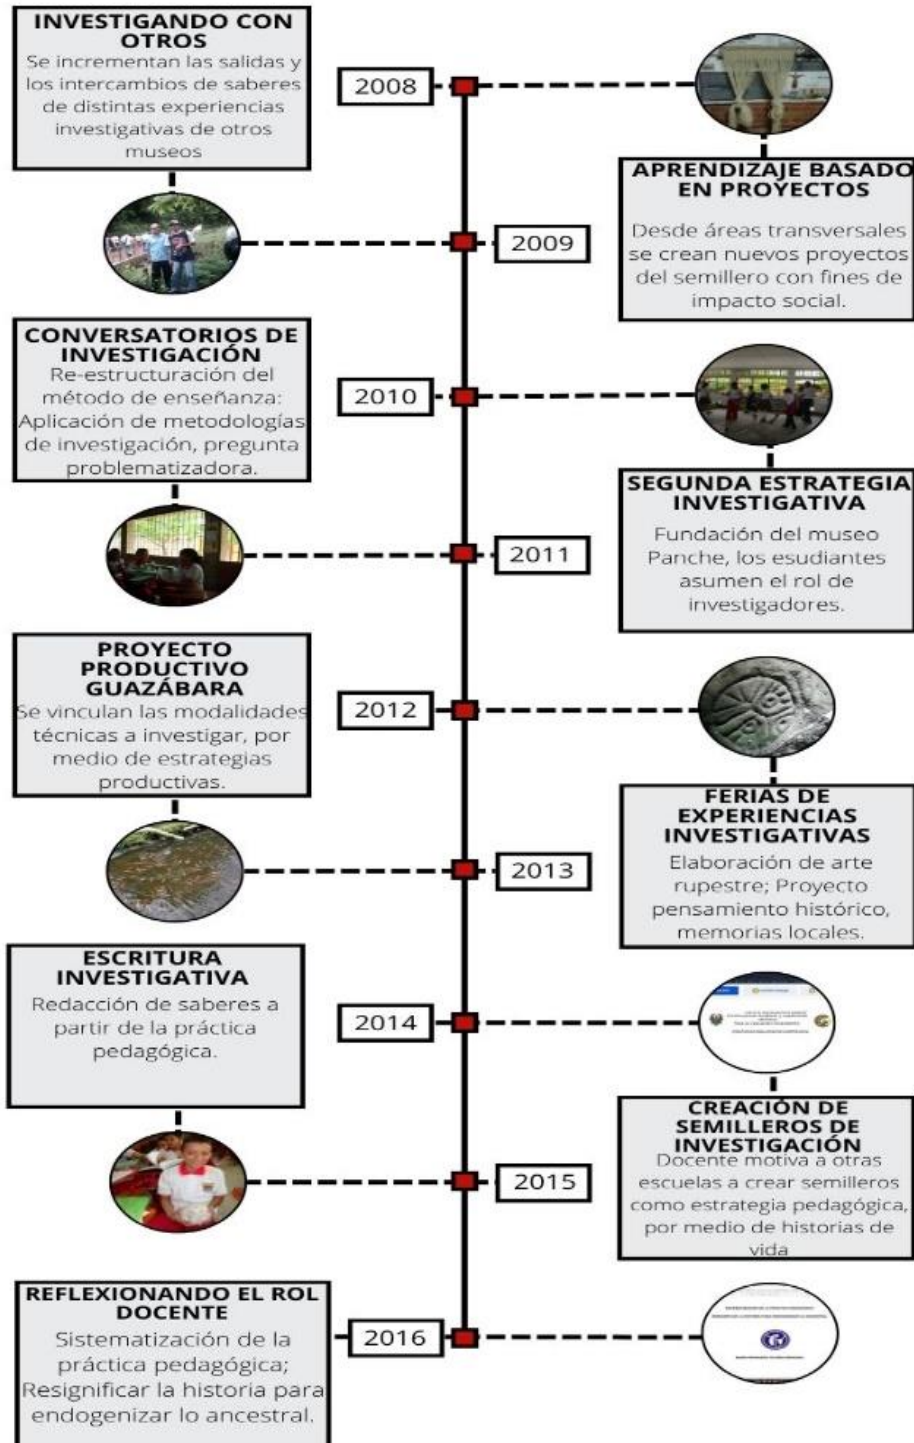 INVESTIGANDO CON
OTROS
Se incrementan las salidas y
los intercambios de saberes
de distintas experiencias
investigativas de otros
museos
2008
APRENDIZAJE BASADO
EN PROYECTOS
Desde áreas transversales
se crean nuevos proyectos
del semillero con fines de
impacto social.
2009
CONVERSATORIOS DE
INVESTIGACIÓN
Re-estructuración del
método de enseñanza:
Aplicación de metodologías
de investigación, pregunta
problematizadora.
2010
SEGUNDA ESTRATEGIA
INVESTIGATIVA
Fundación del museo
Panche, los esudiantes
asumen el rol de
investigadores.
2011
PROYECTO
PRODUCTIVO
GUAZÁBARA
Se vinculan las modalidades
técnicas a investigar, por
medio de estrategias
productivas.
2012
FERIAS DE
EXPERIENCIAS
INVESTIGATIVAS
Elaboración de arte
rupestre; Proyecto
pensamiento histórico,
memorias locales.
2013
ESCRITURA
INVESTIGATIVA
Redacción de saberes a
partir de la práctica
pedagógica.
2014
CREACIÓN DE
SEMILLEROS DE
INVESTIGACIÓN
Docente motiva a otras
escuelas a crear semilleros
como estrategia pedagógica,
por medio de historias de
vida
2015
REFLEXIONANDO EL ROL
DOCENTE
Sistematización de la
práctica pedagógica;
Resignificar la historia para
endogenizar lo ancestral.
2016